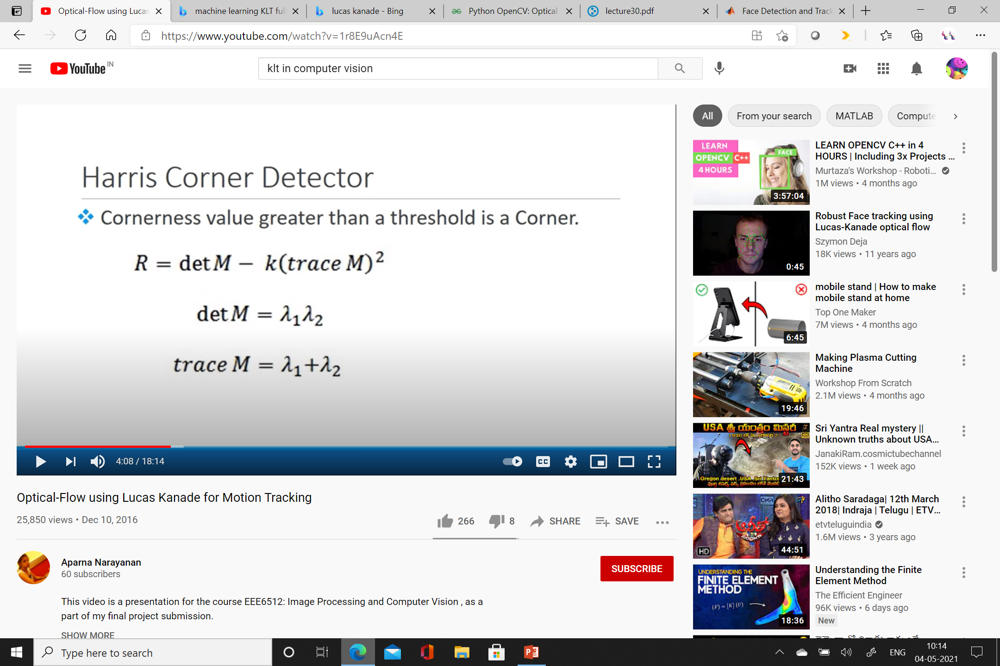 Optical-Flow using Lucas
machine learning KLT full
lucas kanade - Bing
Python OpenCV: Optical
lecture30.pdf
Face Detection and Track
https://www.youtube.com/watch?v=1r8E9uAcn4E
YouTube IN
klt in computer vision
Harris Corner Detector
Cornerness value greater than a threshold is a Corner.
R = det M − k(trace M)²
det M = λ₁λ₂
trace M = λ₁+λ₂
4:08 / 18:14
CC
Optical-Flow using Lucas Kanade for Motion Tracking
25,850 views • Dec 10, 2016
266
8
SHARE
SAVE
Aparna Narayanan
60 subscribers
SUBSCRIBE
This video is a presentation for the course EEE6512: Image Processing and Computer Vision , as a
part of my final project submission.
SHOW MORE
All
From your search
MATLAB
Compute
LEARN
OPENCV C++
4 HOURS
FACE
3:57:04
LEARN OPENCV C++ in 4
HOURS | Including 3x Projects ...
Murtaza's Workshop - Roboti...
1M views • 4 months ago
0:45
Robust Face tracking using
Lucas-Kanade optical flow
Szymon Deja
18K views • 11 years ago
6:45
mobile stand | How to make
mobile stand at home
Top One Maker
7M views • 4 months ago
19:46
Making Plasma Cutting
Machine
Workshop From Scratch
2.1M views • 4 months ago
USA శ్రీ యంత్రం మిస్టరీ
4K
Oregon desert ,USA ,Sri Yantra
21:43
Sri Yantra Real mystery ||
Unknown truths about USA...
JanakiRam.cosmictubechannel
152K views • 1 week ago
CMR
HD
44:51
Alitho Saradaga| 12th March
2018| Indraja | Telugu | ETV...
etvteluguindia
1.6M views • 3 years ago
UNDERSTANDING THE
FINITE ELEMENT
METHOD
{F} = [K] {U}
18:36
Understanding the Finite
Element Method
The Efficient Engineer
96K views • 6 days ago
New
Type here to search
ENG
10:14
04-05-2021